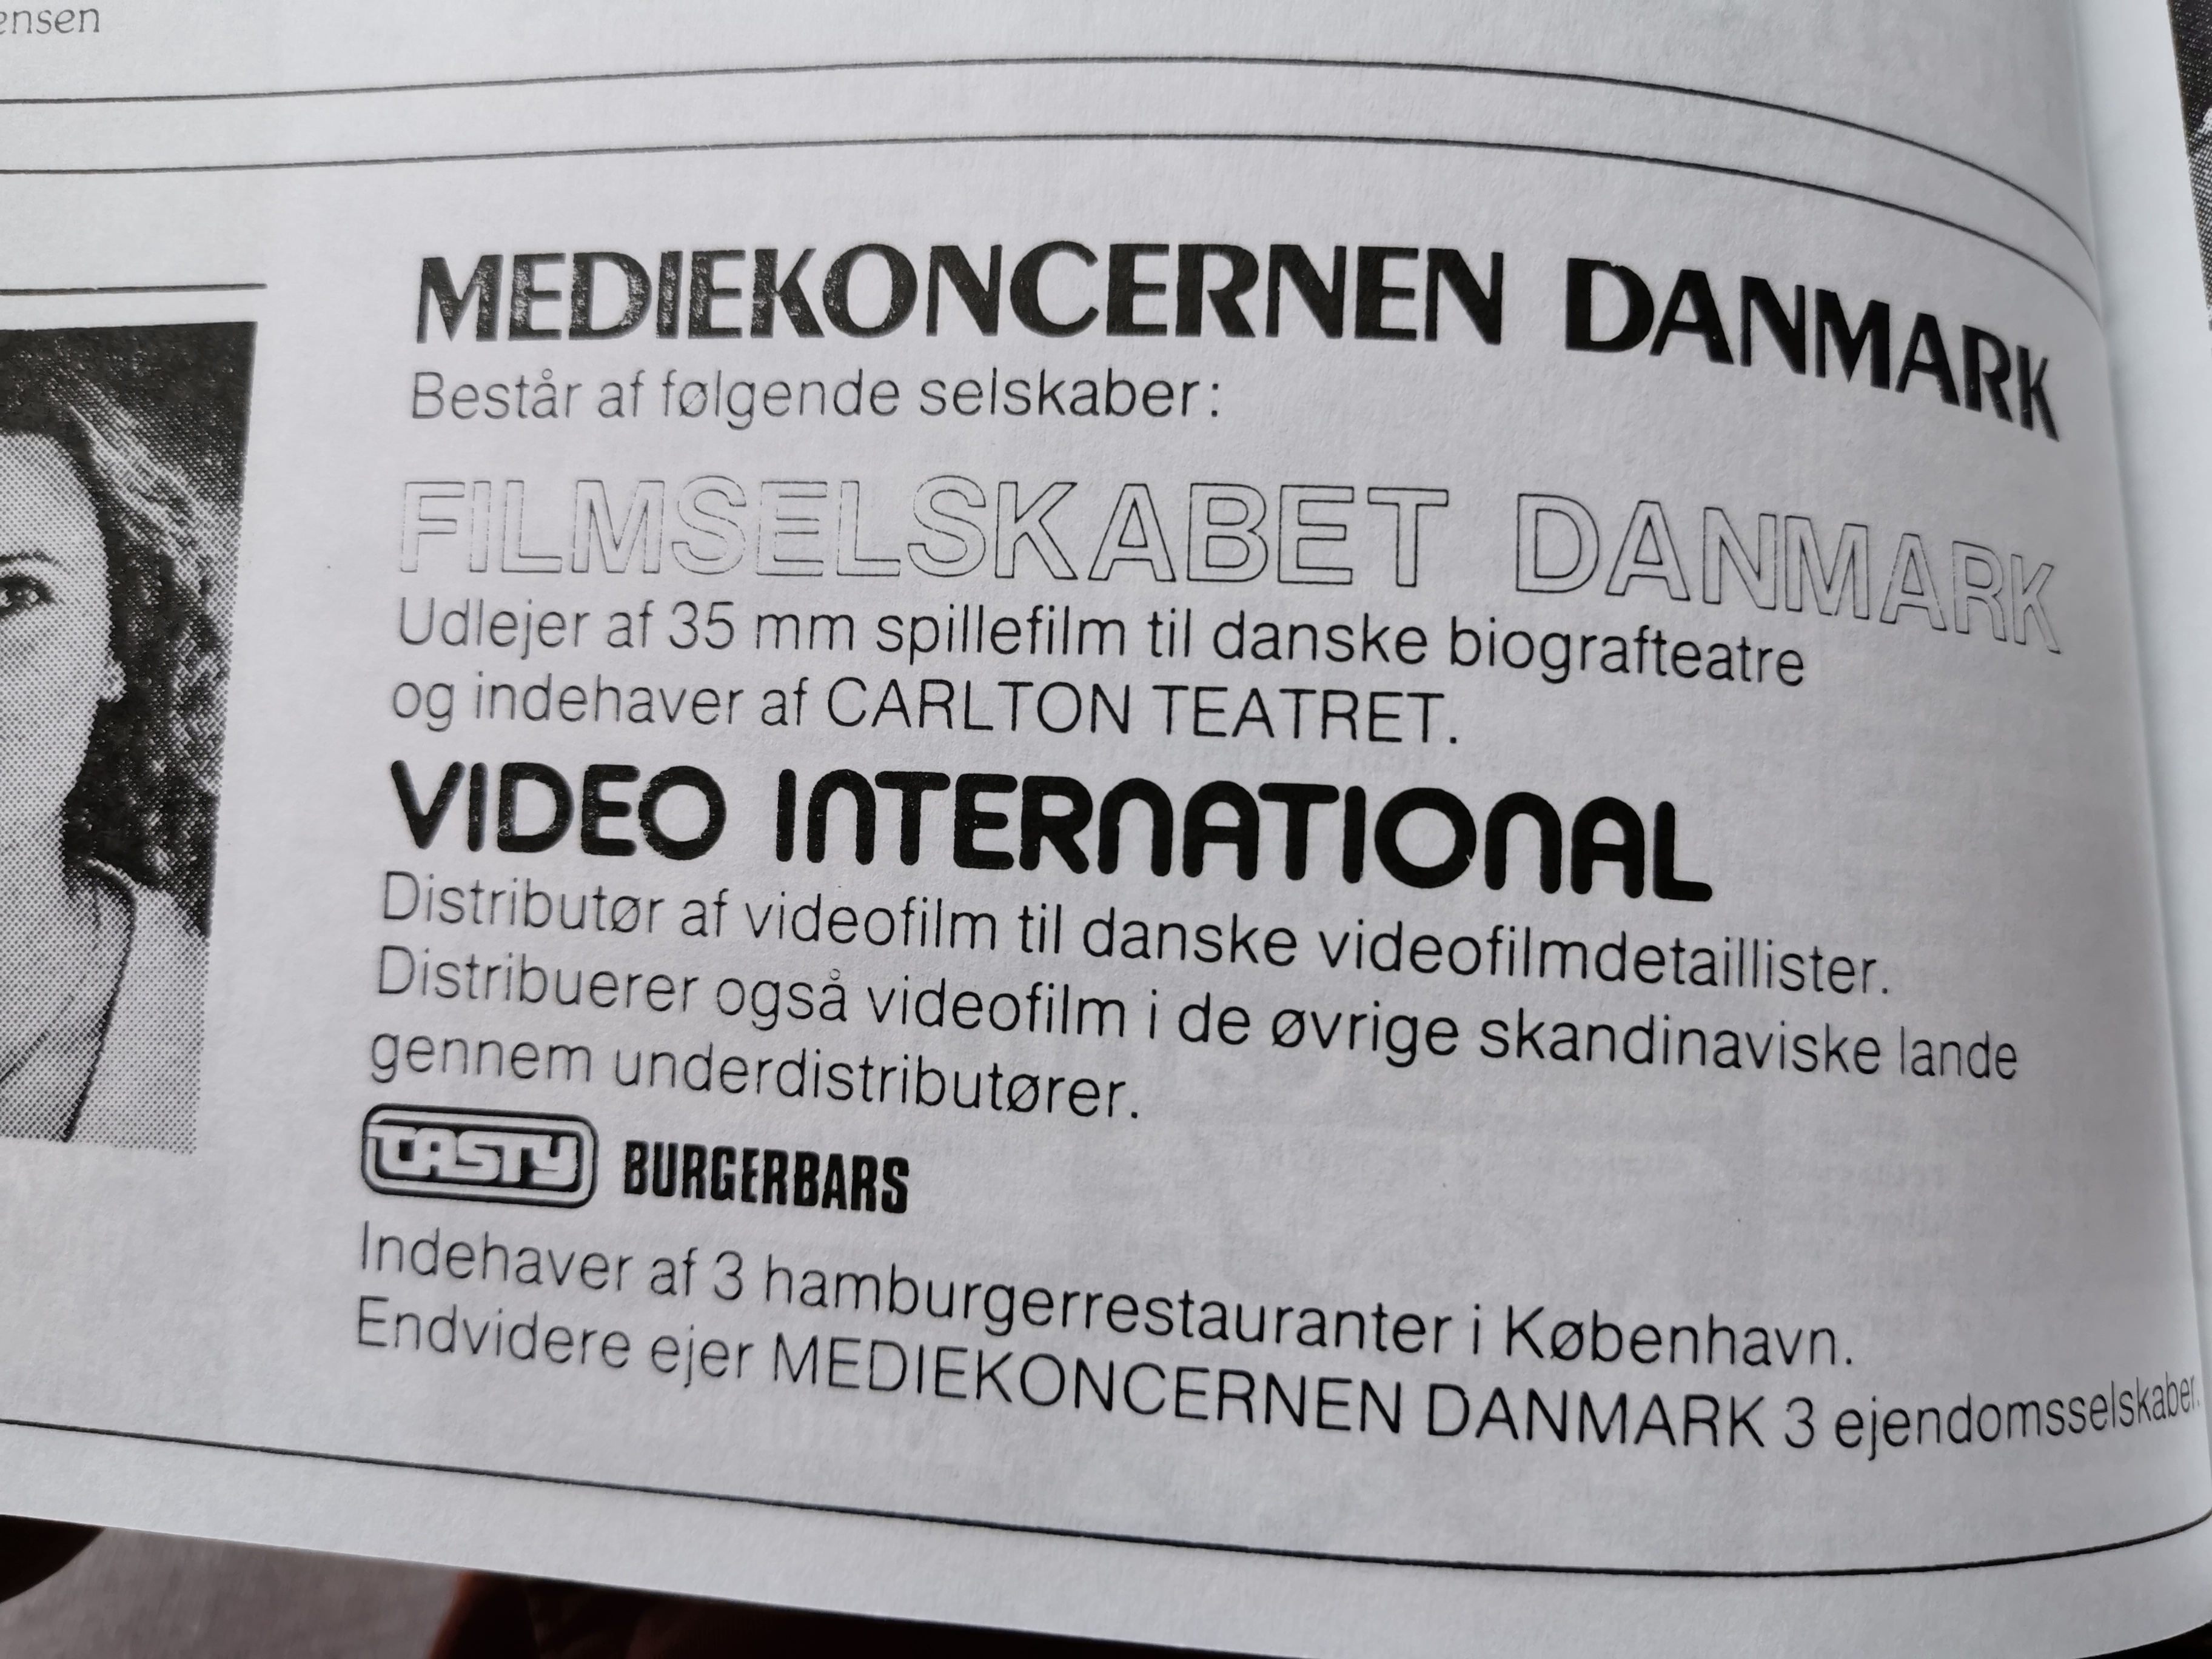 ensen
MEDIEKONCERNEN DANMARK
Består af følgende selskaber:
FILMSELSKABET DANMARK
Udlejer af 35 mm spillefilm til danske biografteatre
og indehaver af CARLTON TEATRET.
VIDEO INTERNATIONAL
Distributør af videofilm til danske videofilmdetaillister.
Distribuerer også videofilm i de øvrige skandinaviske lande
gennem underdistributører.
TASTY BURGERBARS
Indehaver af 3 hamburgerrestauranter i København.
Endvidere ejer MEDIEKONCERNEN DANMARK 3 ejendomsselskaber.